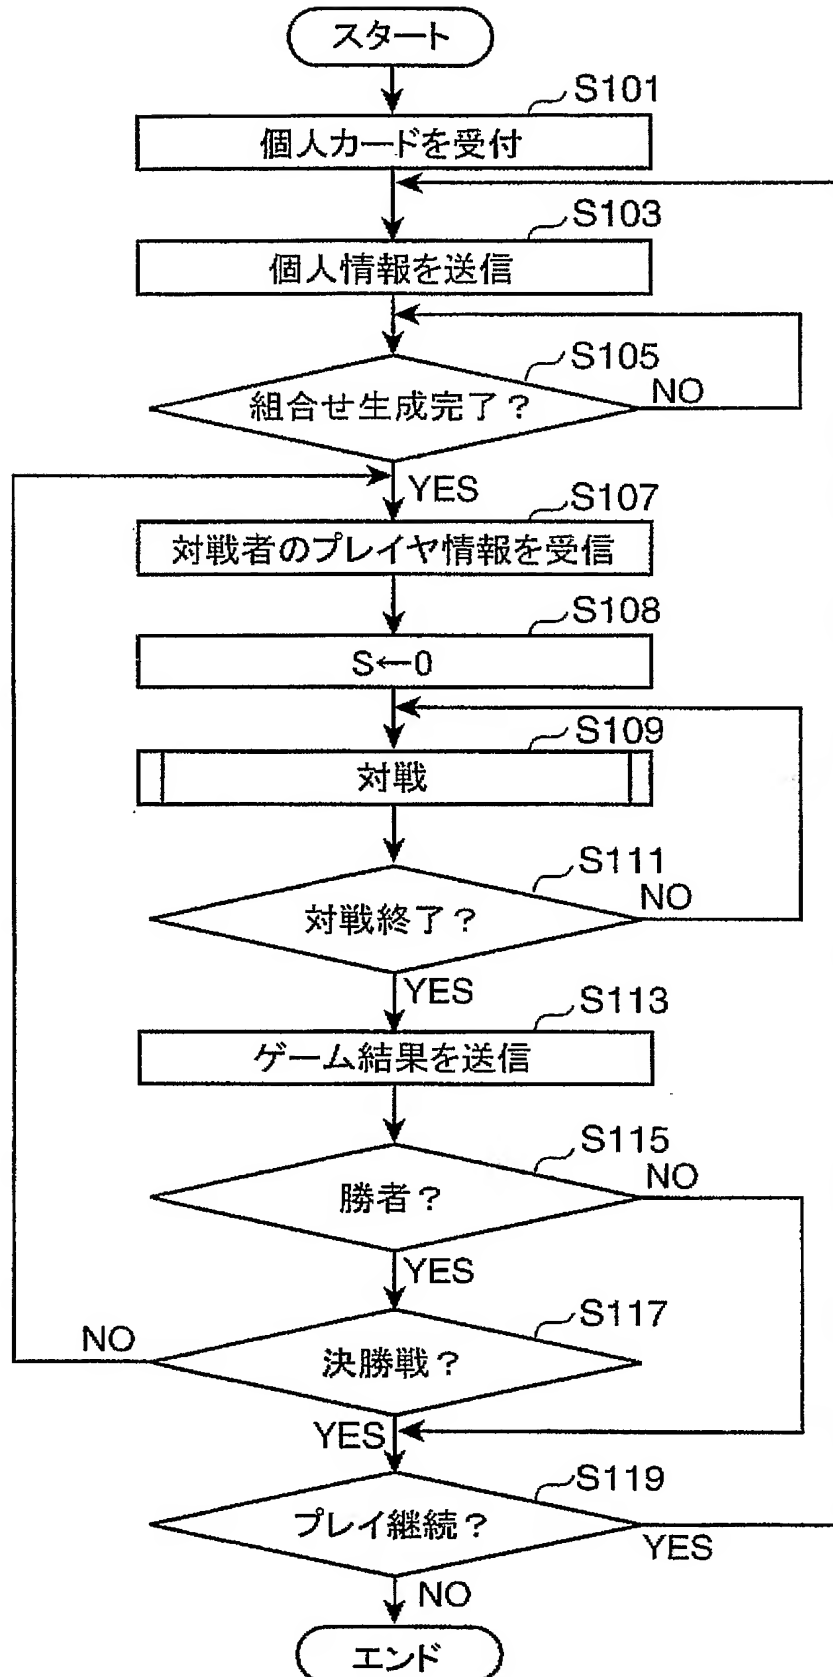 スタート
S101
個人カードを受付
S103
個人情報を送信
S105
組合せ生成完了？
NO
YES
S107
対戦者のプレイヤ情報を受信
S108
S←0
S109
対戦
S111
対戦終了？
NO
YES
S113
ゲーム結果を送信
S115
勝者？
NO
YES
S117
決勝戦？
NO
YES
S119
プレイ継続？
YES
NO
エンド